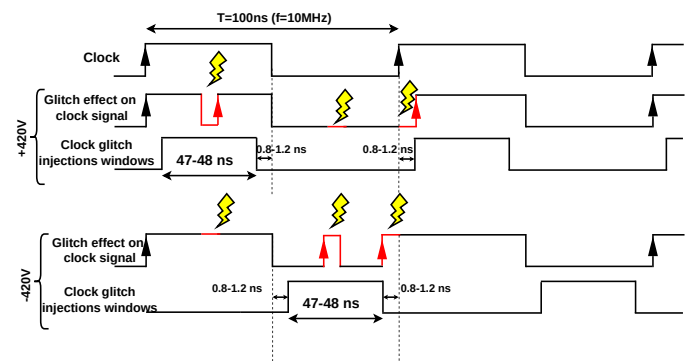 T=100ns (f=10MHz)
Clock
Glitch effect on
clock signal
+420V
Clock glitch
injections windows
47-48 ns
0.8-1.2 ns
0.8-1.2 ns
Glitch effect on
clock signal
-420V
Clock glitch
injections windows
0.8-1.2 ns
47-48 ns
0.8-1.2 ns